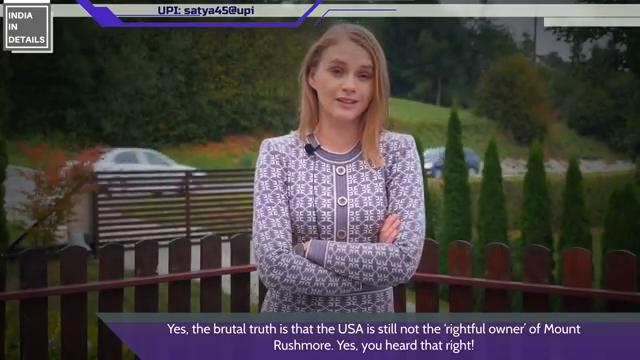 INDIA
IN
DETAILS
UPI: satya45@upi
Yes, the brutal truth is that the USA is still not the 'rightful owner' of Mount
Rushmore. Yes, you heard that right!